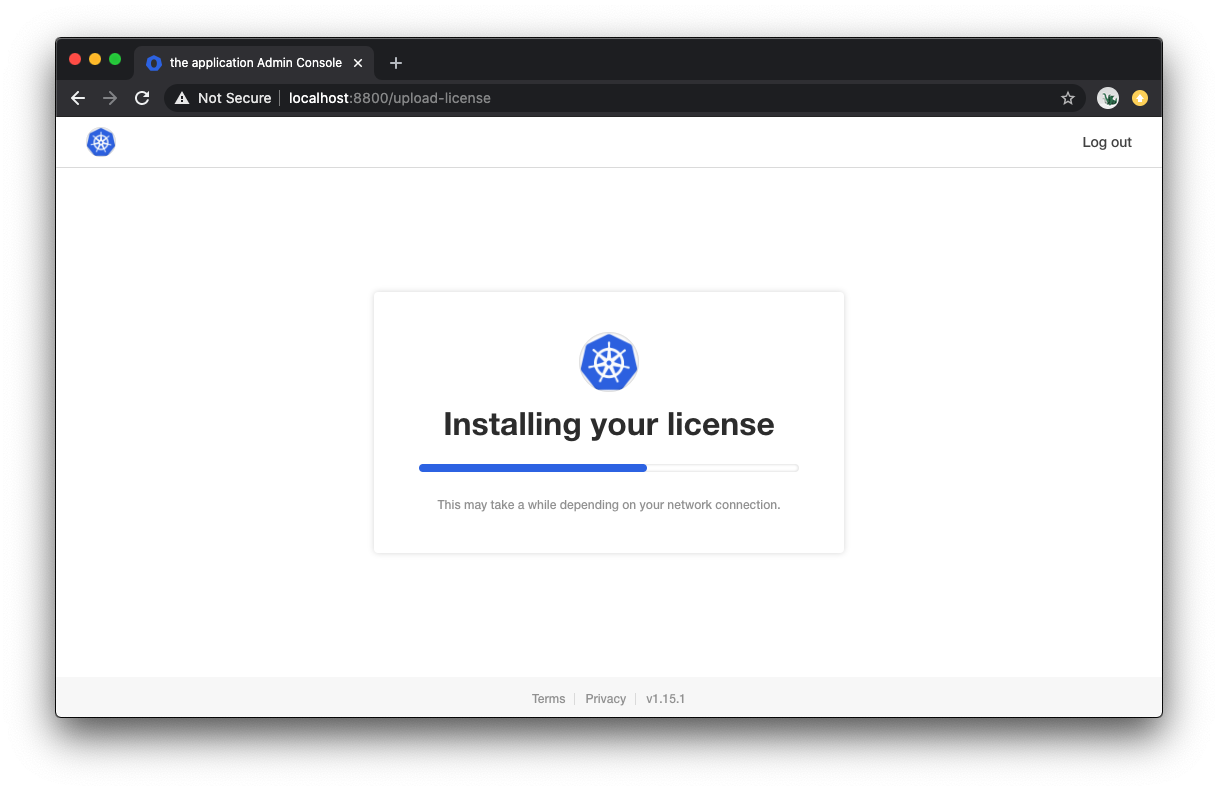 the application Admin Console
Not Secure
localhost:8800/upload-license
Log out
Installing your license
This may take a while depending on your network connection.
Terms
Privacy
v1.15.1